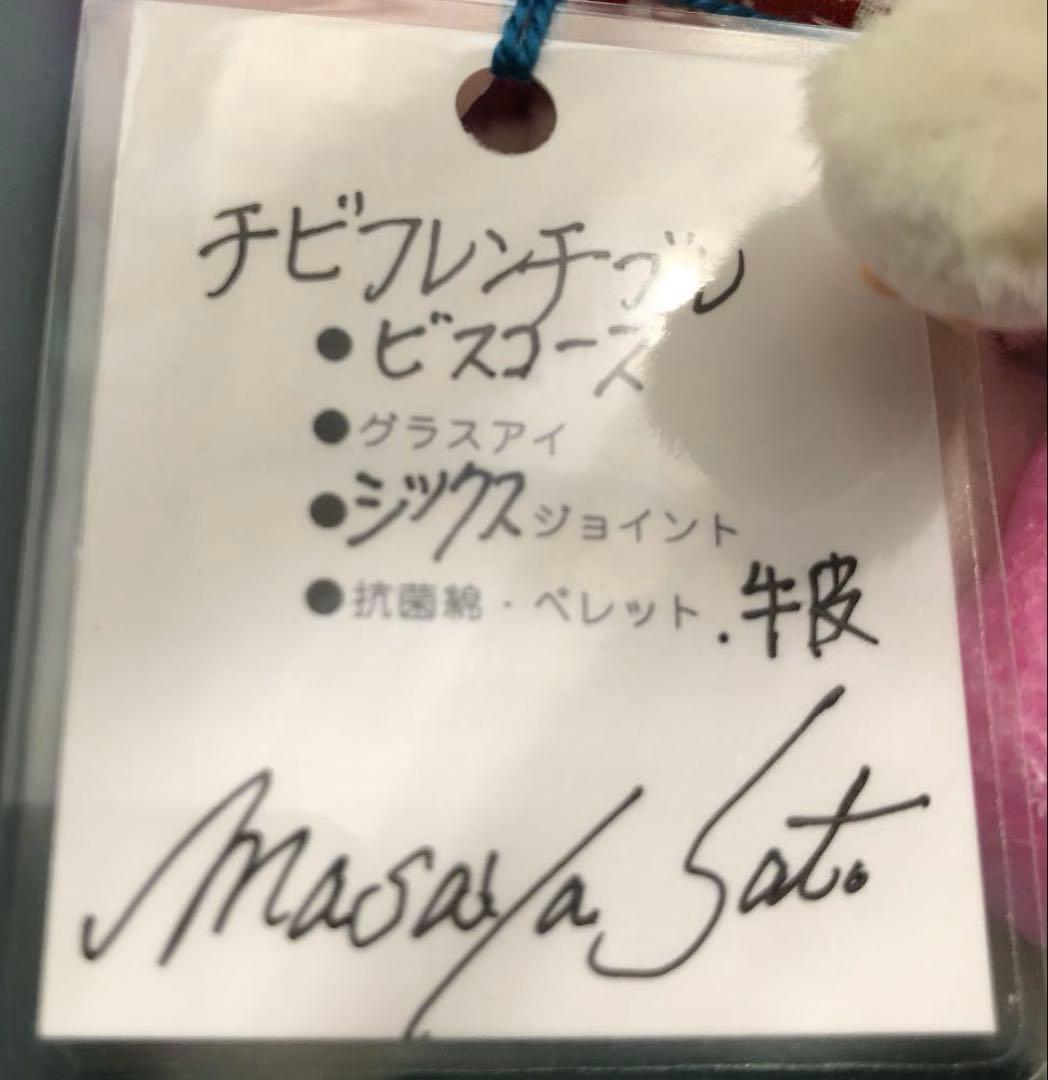 チビフレンチブル
● ビスコース
● グラスアイ
● シックスジョイント
● 抗菌綿・ペレット.牛皮
Masaya Sato